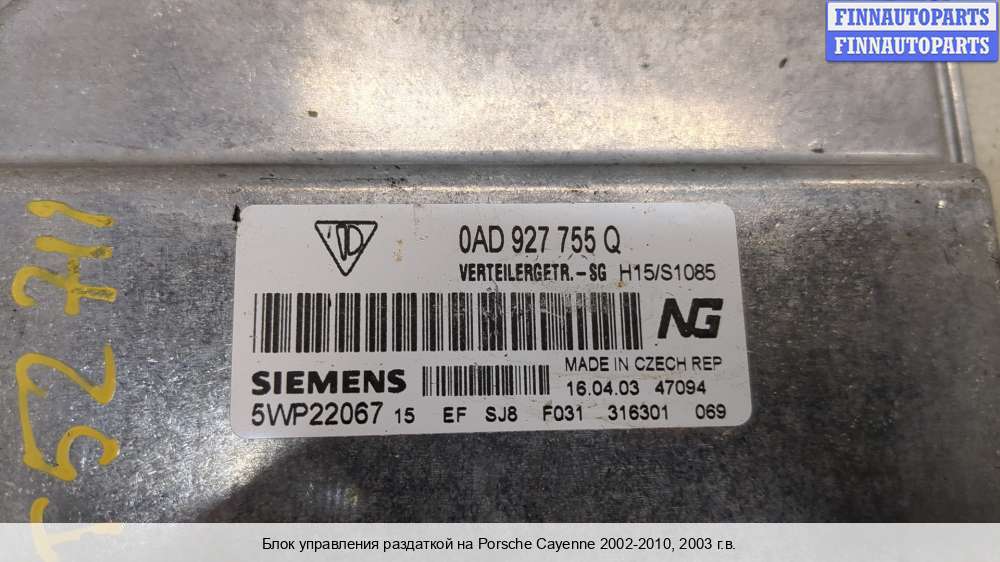 FINNAUTOPARTS
FINNAUTOPARTS
T5271I
0AD 927 755 Q
VERTEILERGETR.-SG H15/S1085
NG
MADE IN CZECH REP
SIEMENS 16.04.03 47094
5WP22067 15 EF SJ8 F031 316301 069
Блок управления раздаткой на Porsche Cayenne 2002-2010, 2003 г.в.